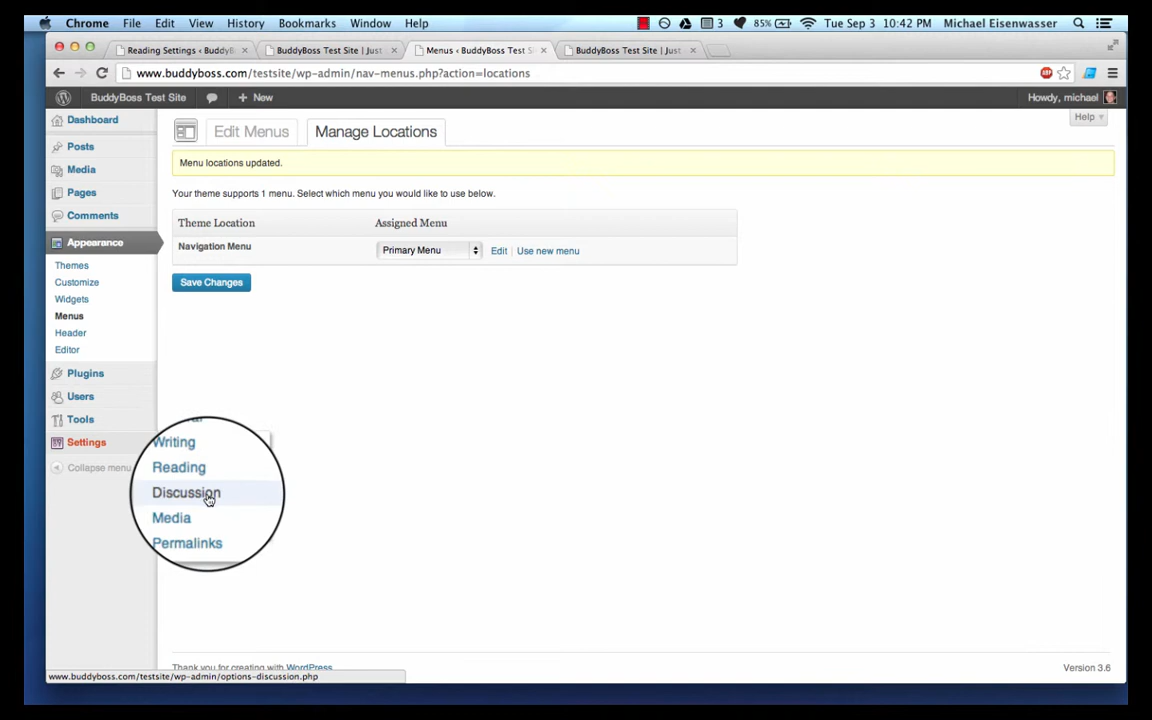 Chrome File Edit View History Bookmarks Window Help 3 85% Tue Sep 3 10:42 PM Michael Eisenwasser
Reading Settings ‹ BuddyB
BuddyBoss Test Site | Just
Menus ‹ BuddyBoss Test S
BuddyBoss Test Site | Just
www.buddyboss.com/testsite/wp-admin/nav-menus.php?action=locations
BuddyBoss Test Site + New Howdy, michael
Help
Dashboard
Posts
Media
Pages
Comments
Appearance
Themes
Customize
Widgets
Menus
Header
Editor
Plugins
Users
Tools
Settings
Collapse menu
Edit Menus Manage Locations
Menu locations updated.
Your theme supports 1 menu. Select which menu you would like to use below.
Theme Location Assigned Menu
Navigation Menu Primary Menu Edit | Use new menu
Save Changes
Writing
Reading
Discussion
Media
Permalinks
Thank you for creating with WordPress Version 3.6
www.buddyboss.com/testsite/wp-admin/options-discussion.php